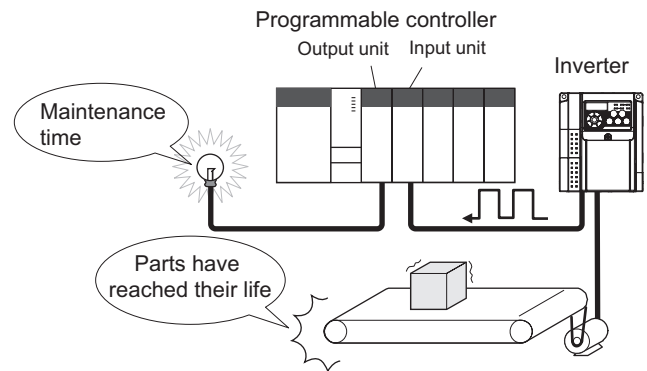 Programmable controller
Output unit
Input unit
Inverter
Maintenance
time
Parts have
reached their life